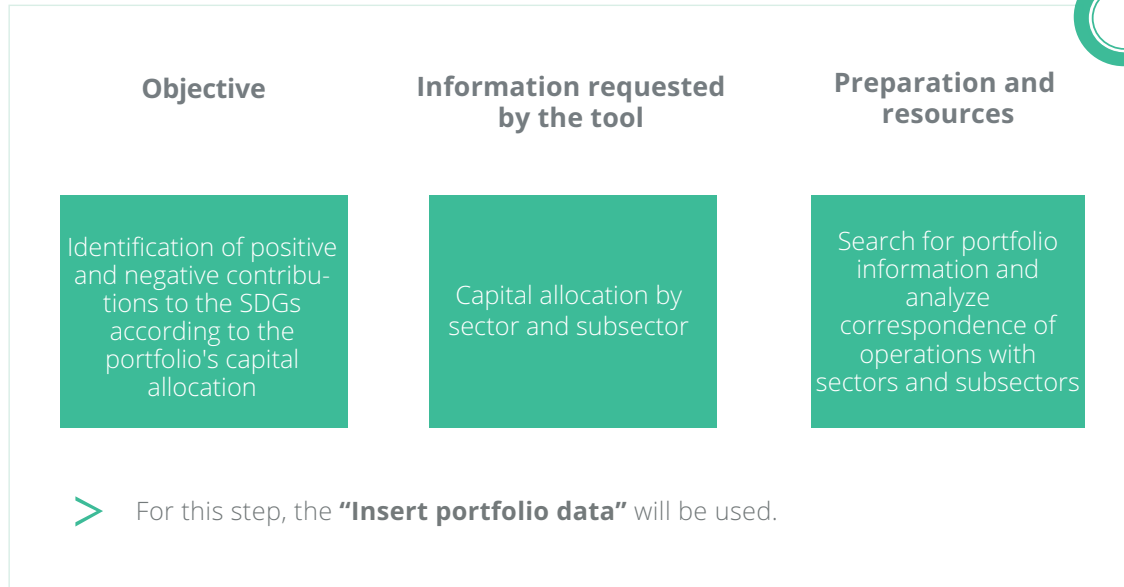 Objective
Information requested
by the tool
Preparation and
resources
Identification of positive
and negative contribu-
tions to the SDGs
according to the
portfolio's capital
allocation
Capital allocation by
sector and subsector
Search for portfolio
information and
analyze
correspondence of
operations with
sectors and subsectors
> For this step, the “Insert portfolio data” will be used.